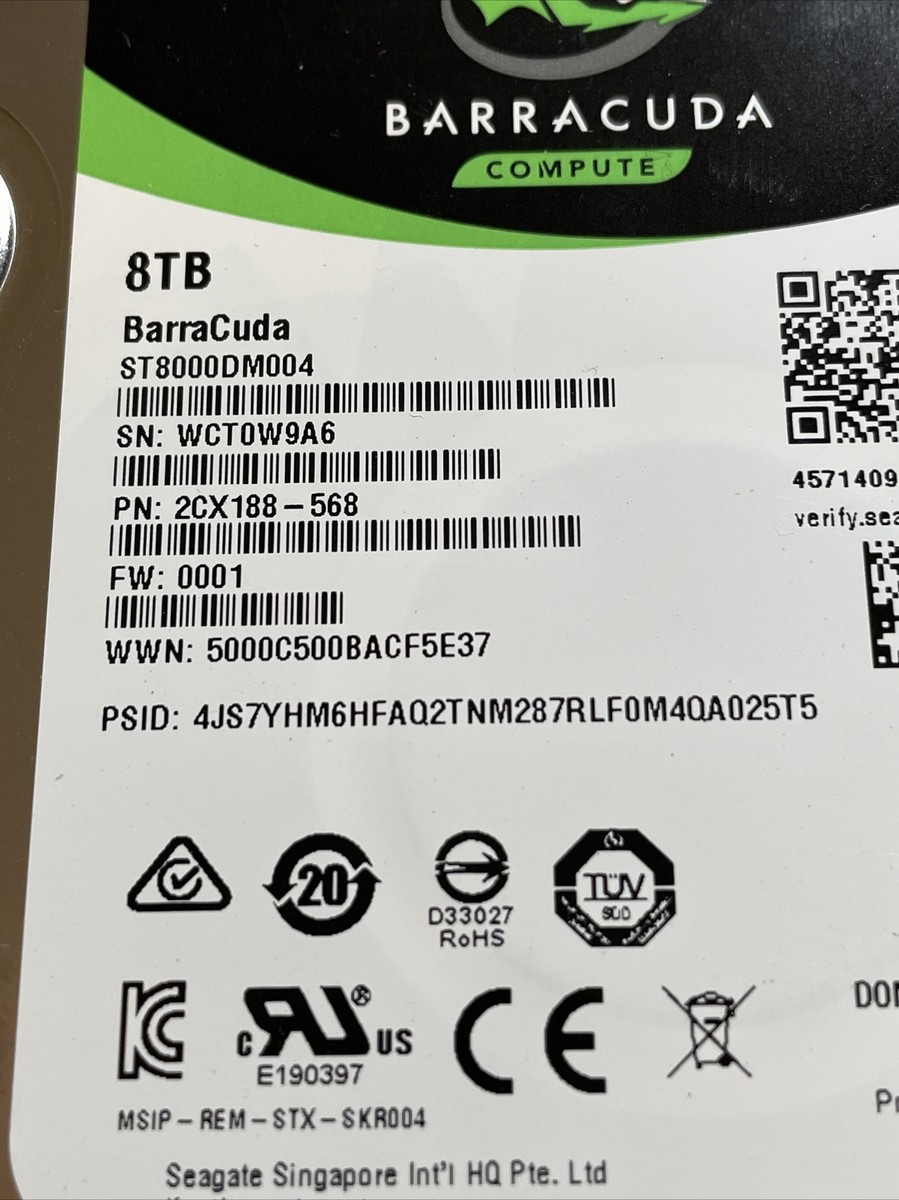 BARRACUDA
COMPUTE
8TB
BarraCuda
ST8000DM004
SN: WCT0W9A6
PN: 2CX188-568
FW: 0001
WWN: 5000C500BACF5E37
PSID: 4JS7YHM6HFAQ2TNM287RLF0M4QA025T5
4571409
verify.sea
20
D33027
RoHS
TÜV
SÜD
c US
®
E190397
CE
MSIP-REM-STX-SKR004
Seagate Singapore Int'l HQ Pte. Ltd